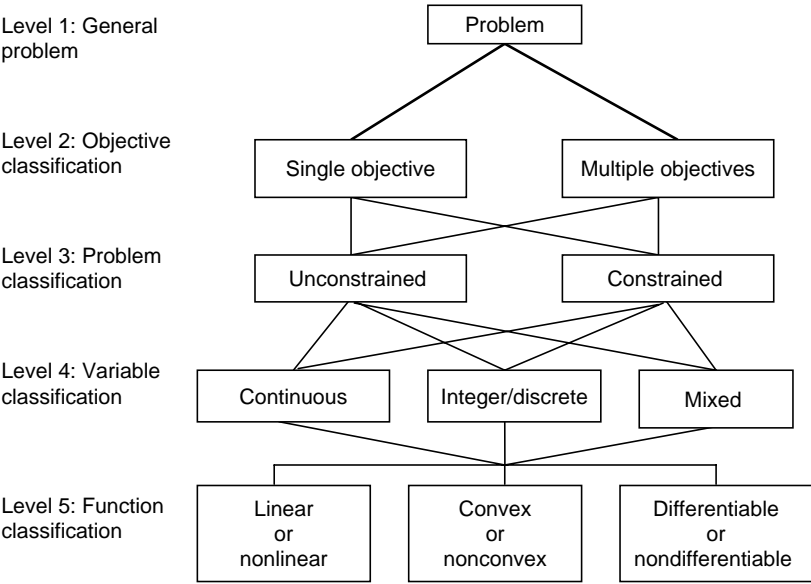 Level 1: General
problem
Problem
Level 2: Objective
classification
Single objective
Multiple objectives
Level 3: Problem
classification
Unconstrained
Constrained
Level 4: Variable
classification
Continuous
Integer/discrete
Mixed
Level 5: Function
classification
Linear
or
nonlinear
Convex
or
nonconvex
Differentiable
or
nondifferentiable